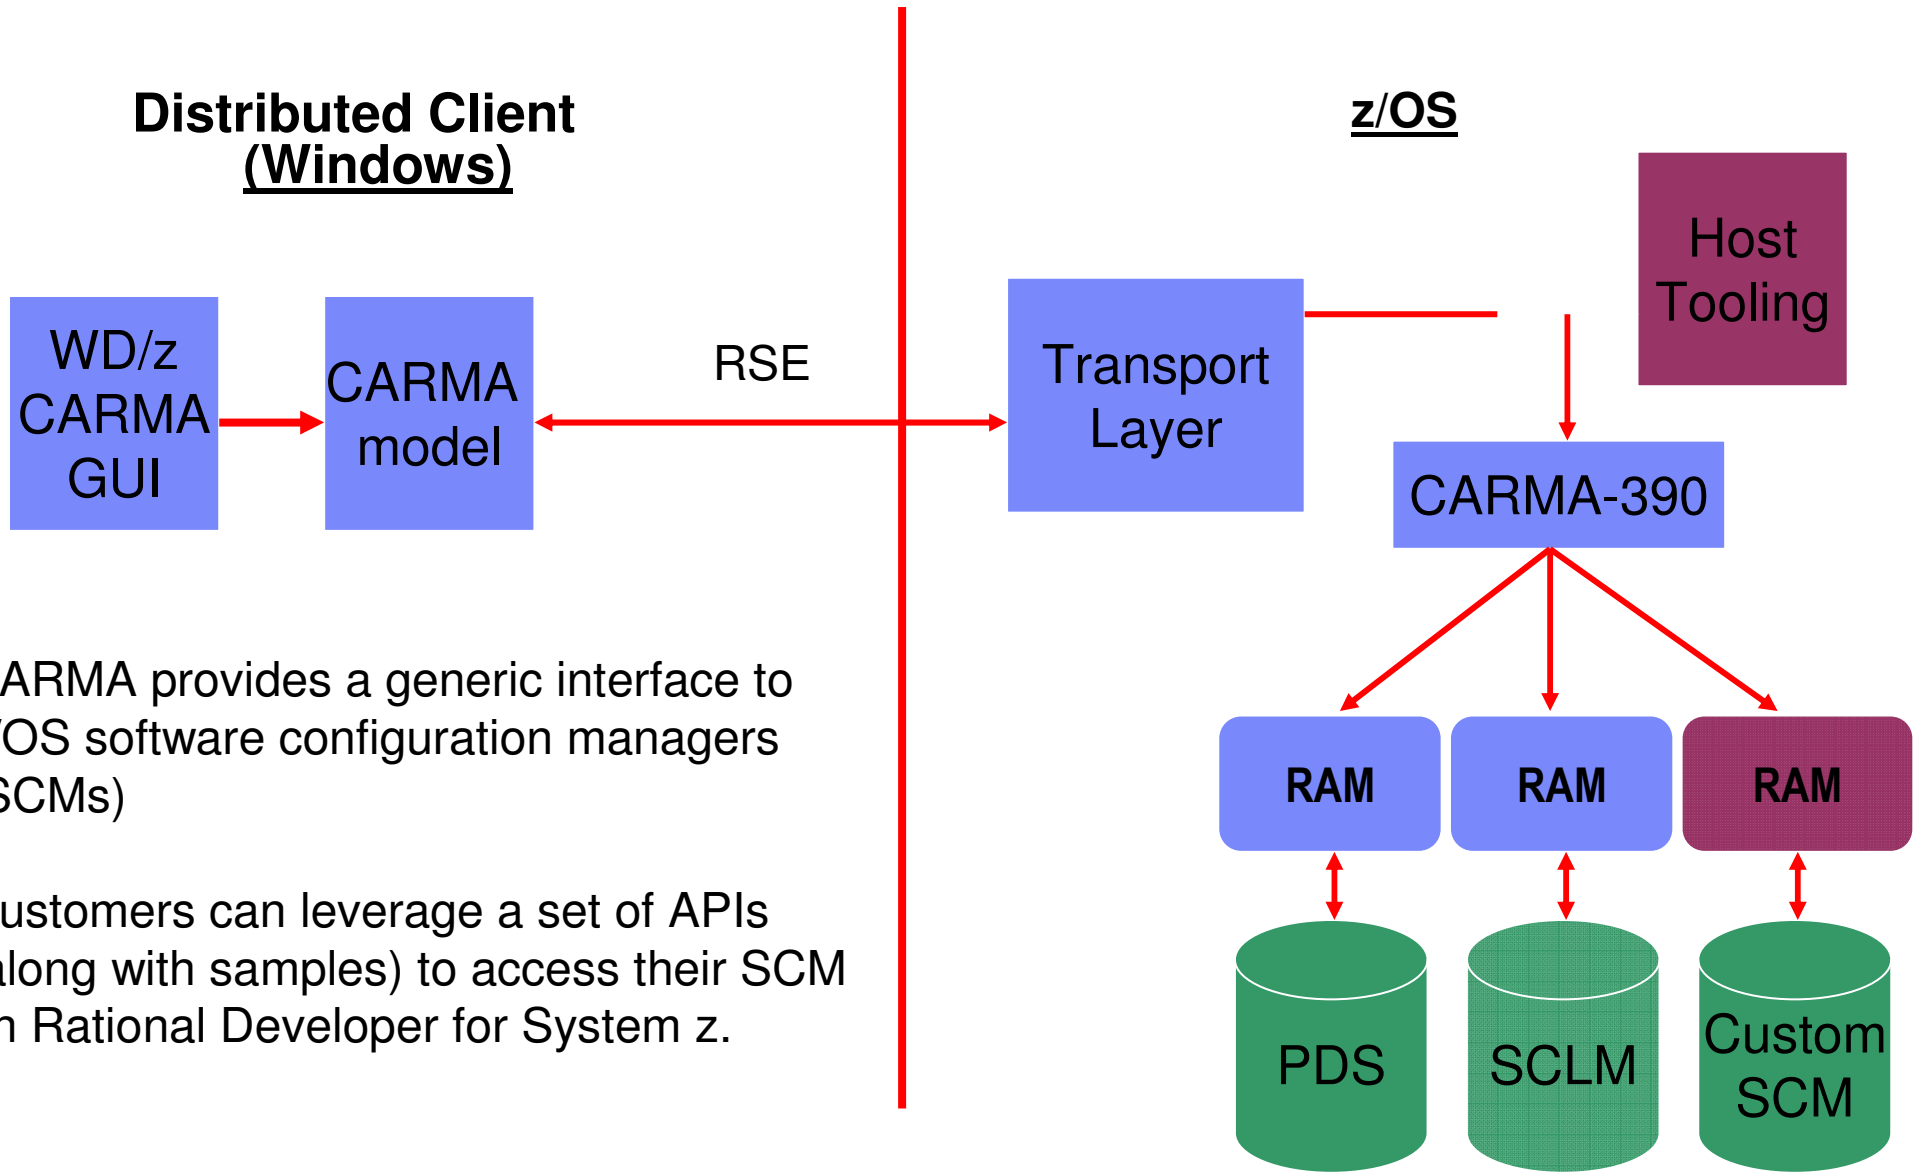 Distributed Client
(Windows)
z/OS
Host
Tooling
WD/z
CARMA
GUI
CARMA
model
RSE
Transport
Layer
CARMA-390
ARMA provides a generic interface to
/OS software configuration managers
SCMs)
ustomers can leverage a set of APIs
along with samples) to access their SCM
n Rational Developer for System z.
RAM
RAM
RAM
PDS
SCLM
Custom
SCM